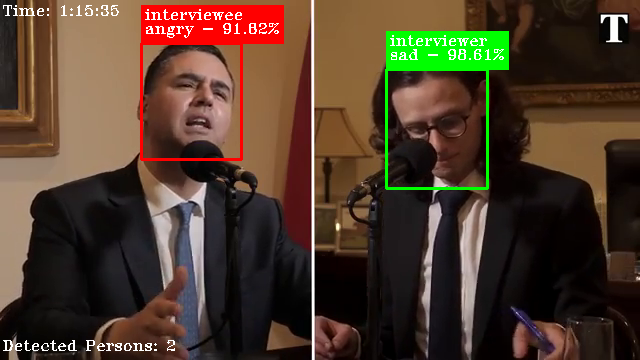 Time: 1:15:35
interviewee
angry - 91.82%
interviewer
sad - 98.61%
T
Detected Persons: 2